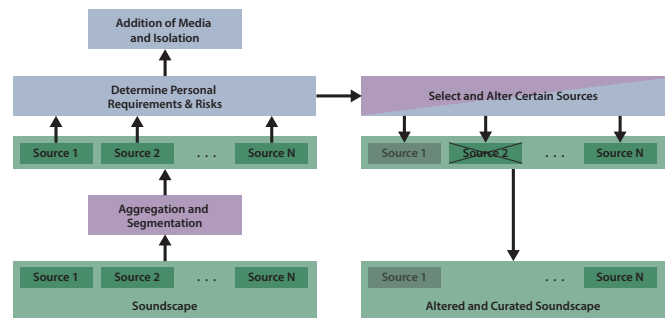 Addition of Media
and Isolation
Determine Personal
Requirements & Risks
Select and Alter Certain Sources
Source 1 Source 2 . . . Source N
Source 1 Source 2 . . . Source N
Aggregation and
Segmentation
Source 1 Source 2 . . . Source N
Soundscape
Source 1 . . . Source N
Altered and Curated Soundscape